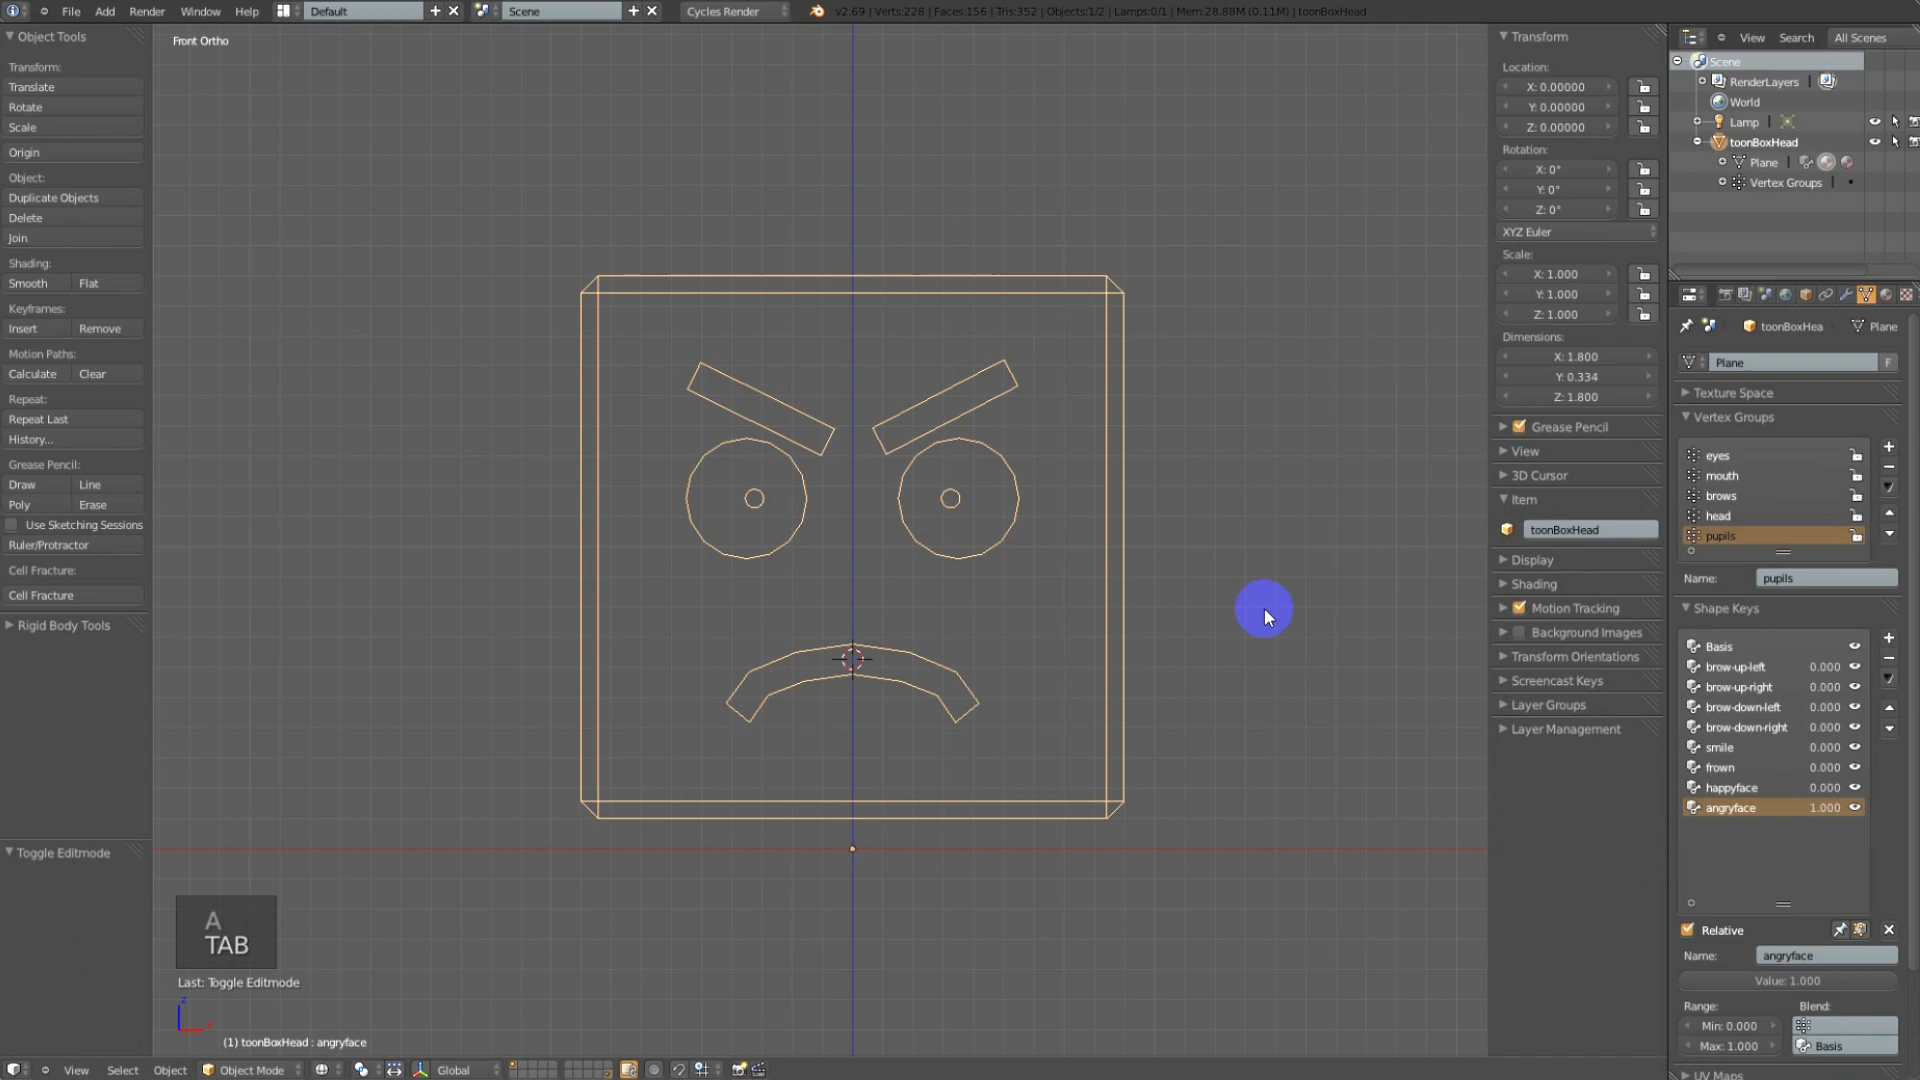 File Add Render Window Help Default Scene Cycles Render v2.69 | Verts:228 | Faces:156 | Tris:352 | Objects:1/2 | Lamps:0/1 | Mem:28.88M (0.11M) | toonBoxHead
Object Tools
Transform:
Translate
Rotate
Scale
Origin
Object:
Duplicate Objects
Delete
Join
Shading:
Smooth Flat
Keyframes:
Insert Remove
Motion Paths:
Calculate Clear
Repeat:
Repeat Last
History...
Grease Pencil:
Draw Line
Poly Erase
Use Sketching Sessions
Ruler/Protractor
Cell Fracture:
Cell Fracture
Rigid Body Tools
Toggle Editmode
Front Ortho
A
TAB
Last: Toggle Editmode
z
(1) toonBoxHead : angryface
View Select Object Object Mode Global
Transform
Location:
X: 0.00000
Y: 0.00000
Z: 0.00000
Rotation:
X: 0°
Y: 0°
Z: 0°
XYZ Euler
Scale:
X: 1.000
Y: 1.000
Z: 1.000
Dimensions:
X: 1.800
Y: 0.334
Z: 1.800
Grease Pencil
View
3D Cursor
Item
toonBoxHead
Display
Shading
Motion Tracking
Background Images
Transform Orientations
Screencast Keys
Layer Groups
Layer Management
View Search All Scenes
Scene
RenderLayers |
World
Lamp |
toonBoxHead
Plane |
Vertex Groups |
toonBoxHea Plane
Plane F
Texture Space
Vertex Groups
eyes
mouth
brows
head
pupils
Name: pupils
Shape Keys
Basis
brow-up-left 0.000
brow-up-right 0.000
brow-down-left 0.000
brow-down-right 0.000
smile 0.000
frown 0.000
happyface 0.000
angryface 1.000
Relative
Name: angryface
Value: 1.000
Range: Blend:
Min: 0.000
Max: 1.000 Basis
UV Maps